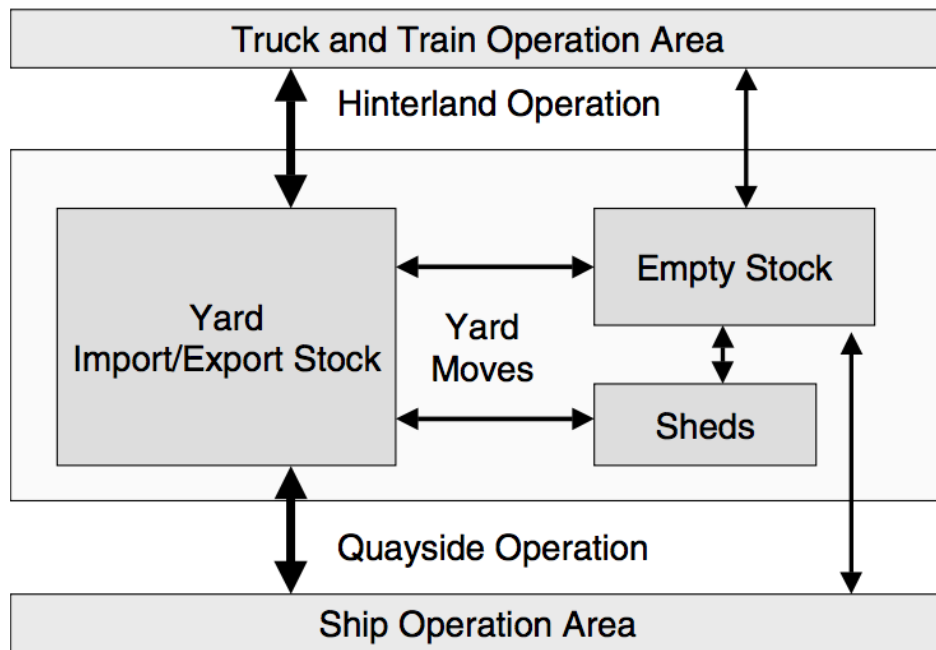 Truck and Train Operation Area
Hinterland Operation
Yard
Import/Export Stock
Empty Stock
Yard
Moves
Sheds
Quayside Operation
Ship Operation Area